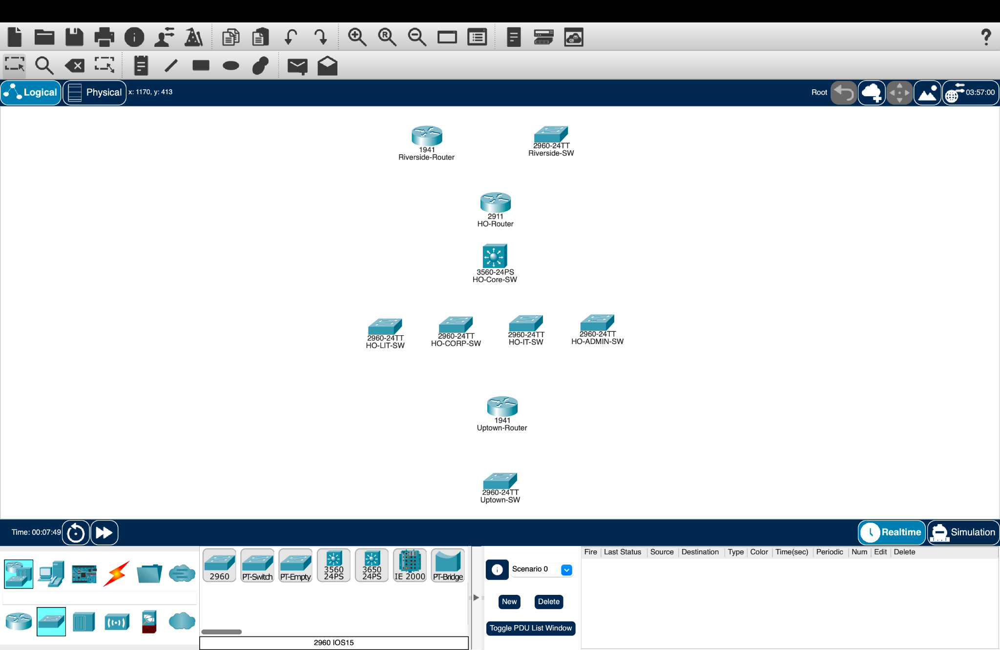 R
?
Logical
Physical
x: 1170, y: 413
Root
03:57:00
1941
Riverside-Router
2960-24TT
Riverside-SW
2911
HO-Router
3560-24PS
HO-Core-SW
2960-24TT
HO-LIT-SW
2960-24TT
HO-CORP-SW
2960-24TT
HO-IT-SW
2960-24TT
HO-ADMIN-SW
1941
Uptown-Router
2960-24TT
Uptown-SW
Time: 00:07:49
Realtime
Simulation
2960
PT-Switch
PT-Empty
3560
24PS
3650
24PS
IE 2000
PT-Bridge
2960 IOS15
Scenario 0
New
Delete
Toggle PDU List Window
Fire Last Status Source Destination Type Color Time(sec) Periodic Num Edit Delete